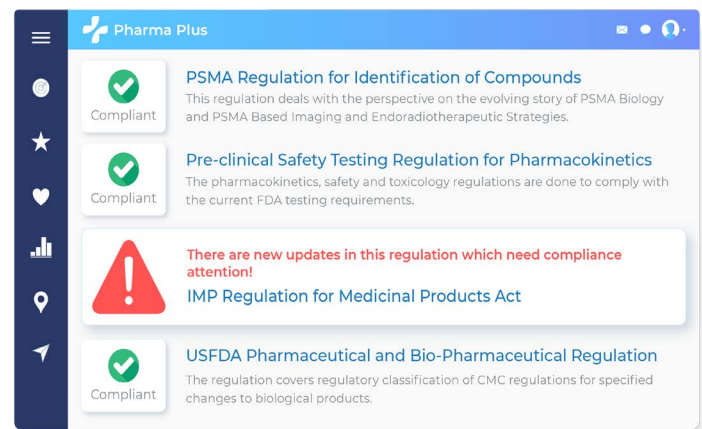 Pharma Plus
PSMA Regulation for Identification of Compounds
This regulation deals with the perspective on the evolving story of PSMA Biology
and PSMA Based Imaging and Endoradiotherapeutic Strategies.
Compliant
Pre-clinical Safety Testing Regulation for Pharmacokinetics
The pharmacokinetics, safety and toxicology regulations are done to comply with
the current FDA testing requirements.
Compliant
There are new updates in this regulation which need compliance
attention!
IMP Regulation for Medicinal Products Act
USFDA Pharmaceutical and Bio-Pharmaceutical Regulation
The regulation covers regulatory classification of CMC regulations for specified
changes to biological products.
Compliant